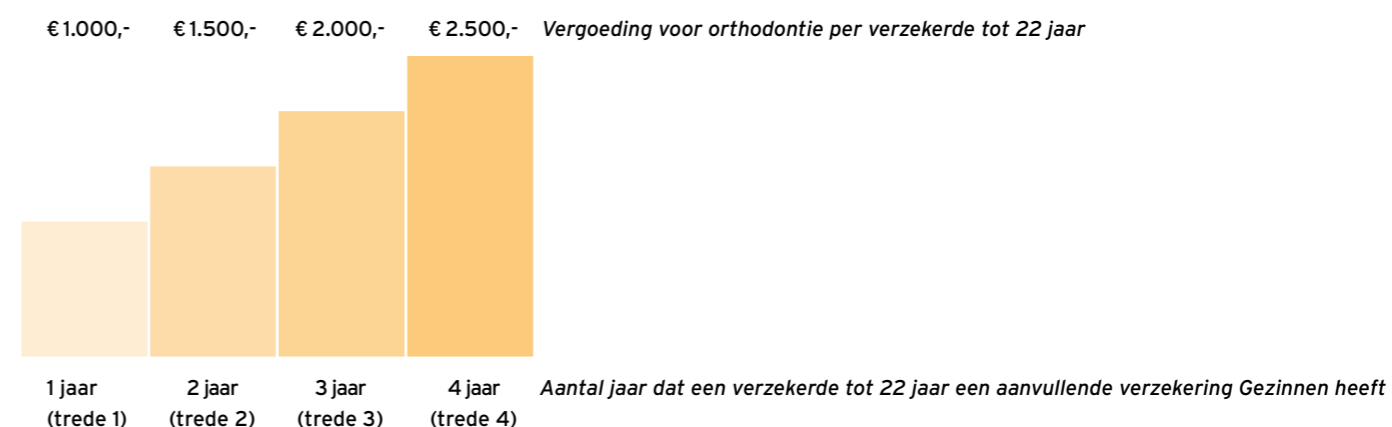 € 1.000,- € 1.500,- € 2.000,- € 2.500,- Vergoeding voor orthodontie per verzekerde tot 22 jaar
1 jaar 2 jaar 3 jaar 4 jaar Aantal jaar dat een verzekerde tot 22 jaar een aanvullende verzekering Gezinnen heeft
(trede 1) (trede 2) (trede 3) (trede 4)